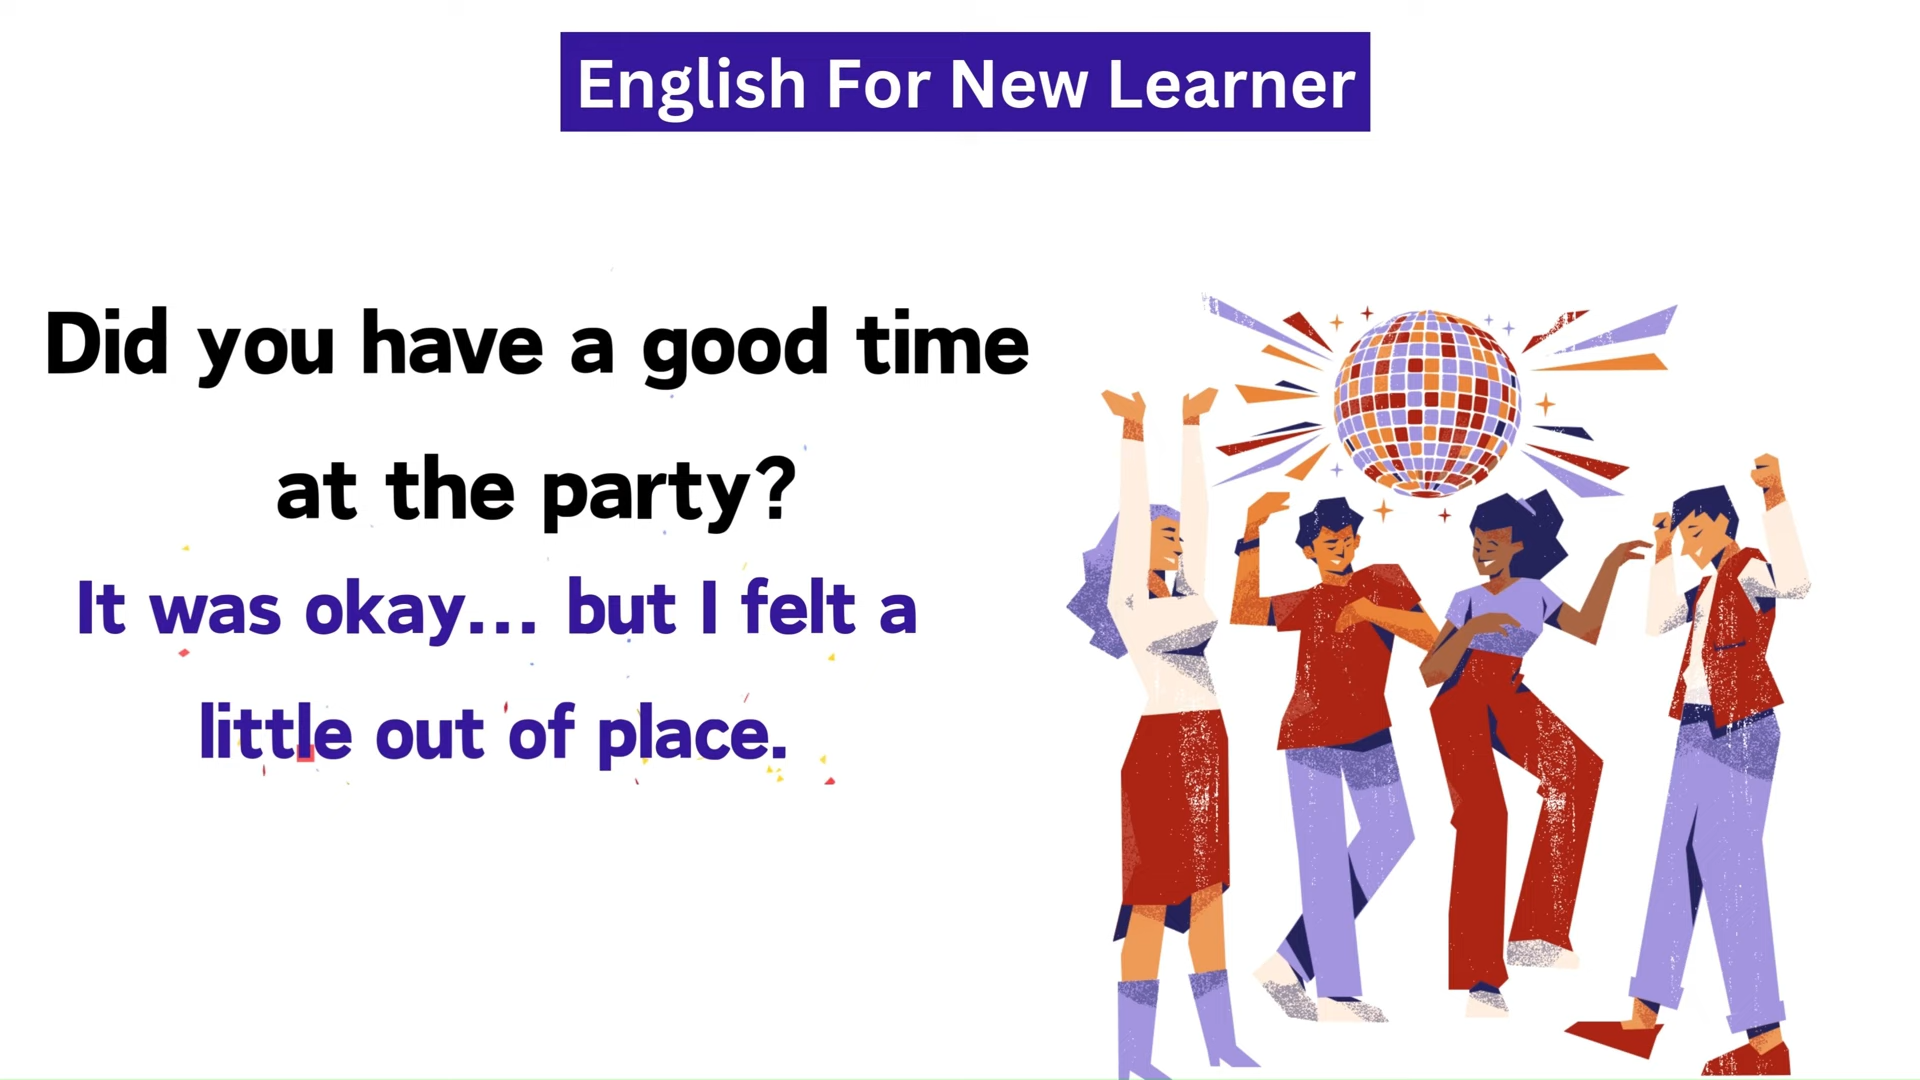 English For New Learner
Did you have a good time
at the party?
It was okay... but I felt a
little out of place.